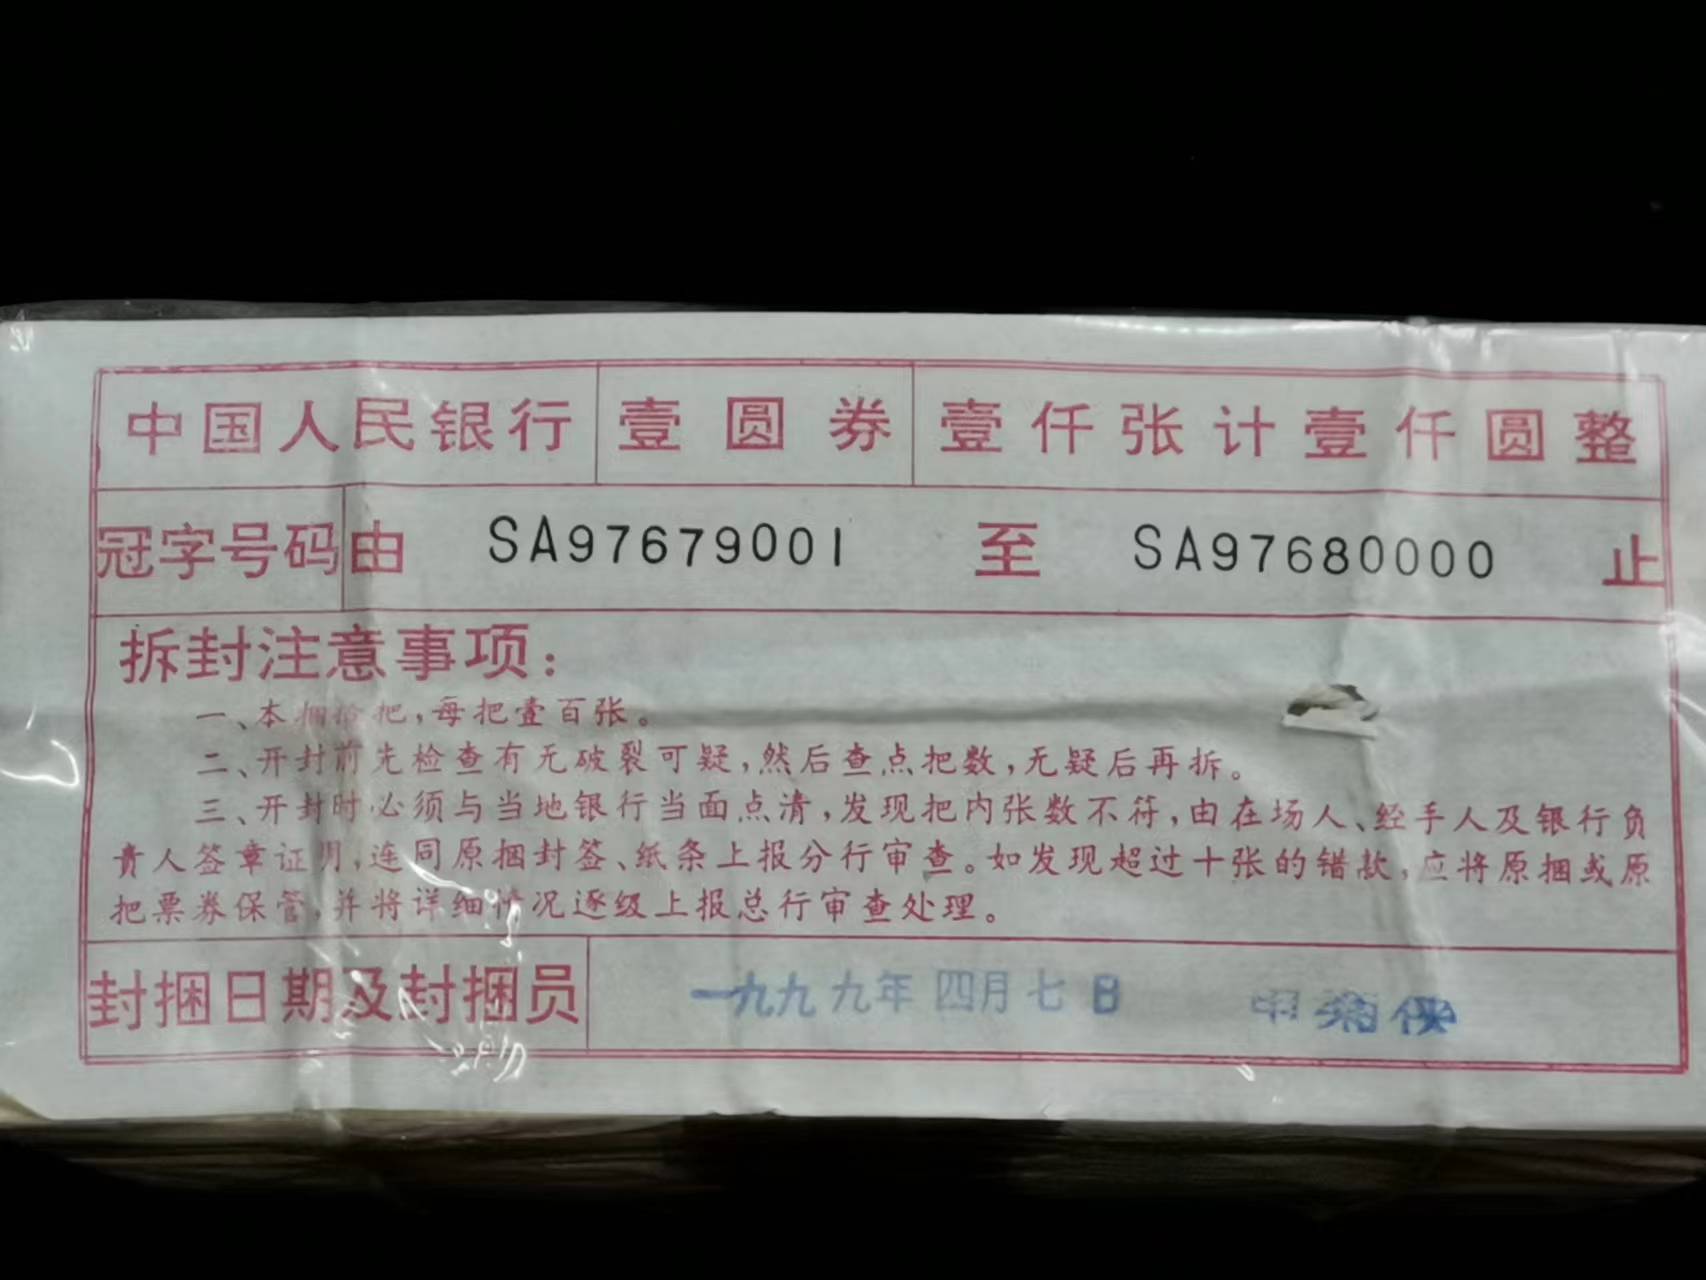 中国人民银行 壹圆券 壹仟张计壹仟圆整
冠字号码 由 SA97679001 至 SA97680000 止
拆封注意事项：
一、本捆拾把，每把壹百张。
二、开封前先检查有无破裂可疑，然后查点把数，无疑后再拆。
三、开封时必须与当地银行当面点清，发现把内张数不符，由在场人、经手人及银行负
责人签章证明，连同原捆封签、纸条上报分行审查。如发现超过十张的错款，应将原捆或原
把票券保管，并将详细情况逐级上报总行审查处理。
封捆日期及封捆员 一九九九年四月七日